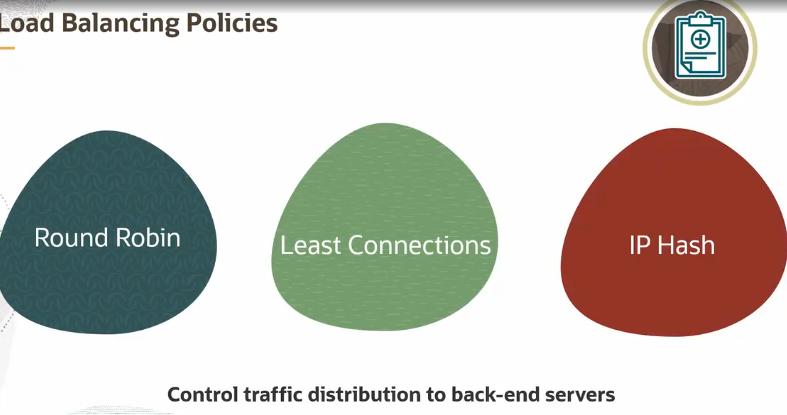 Load Balancing Policies
Round Robin
Least Connections
IP Hash
Control traffic distribution to back-end servers